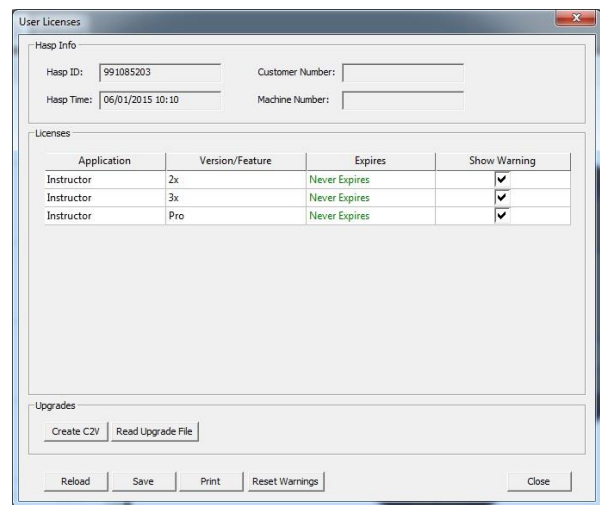 User Licenses
Hasp Info
Hasp ID: 991085203 Customer Number:
Hasp Time: 06/01/2015 10:10 Machine Number:
Licenses
Application Version/Feature Expires Show Warning
Instructor 2x Never Expires
Instructor 3x Never Expires
Instructor Pro Never Expires
Upgrades
Create C2V Read Upgrade File
Reload Save Print Reset Warnings Close